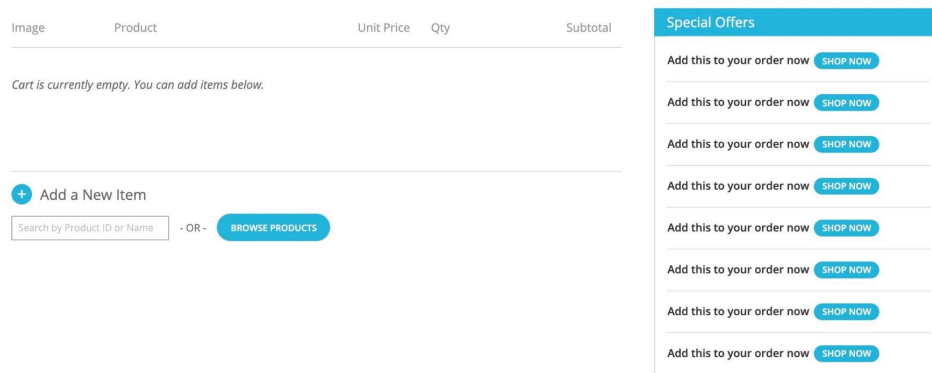 Image Product Unit Price Qty Subtotal
Cart is currently empty. You can add items below.
+ Add a New Item
Search by Product ID or Name - OR - BROWSE PRODUCTS
Special Offers
Add this to your order now SHOP NOW
Add this to your order now SHOP NOW
Add this to your order now SHOP NOW
Add this to your order now SHOP NOW
Add this to your order now SHOP NOW
Add this to your order now SHOP NOW
Add this to your order now SHOP NOW
Add this to your order now SHOP NOW